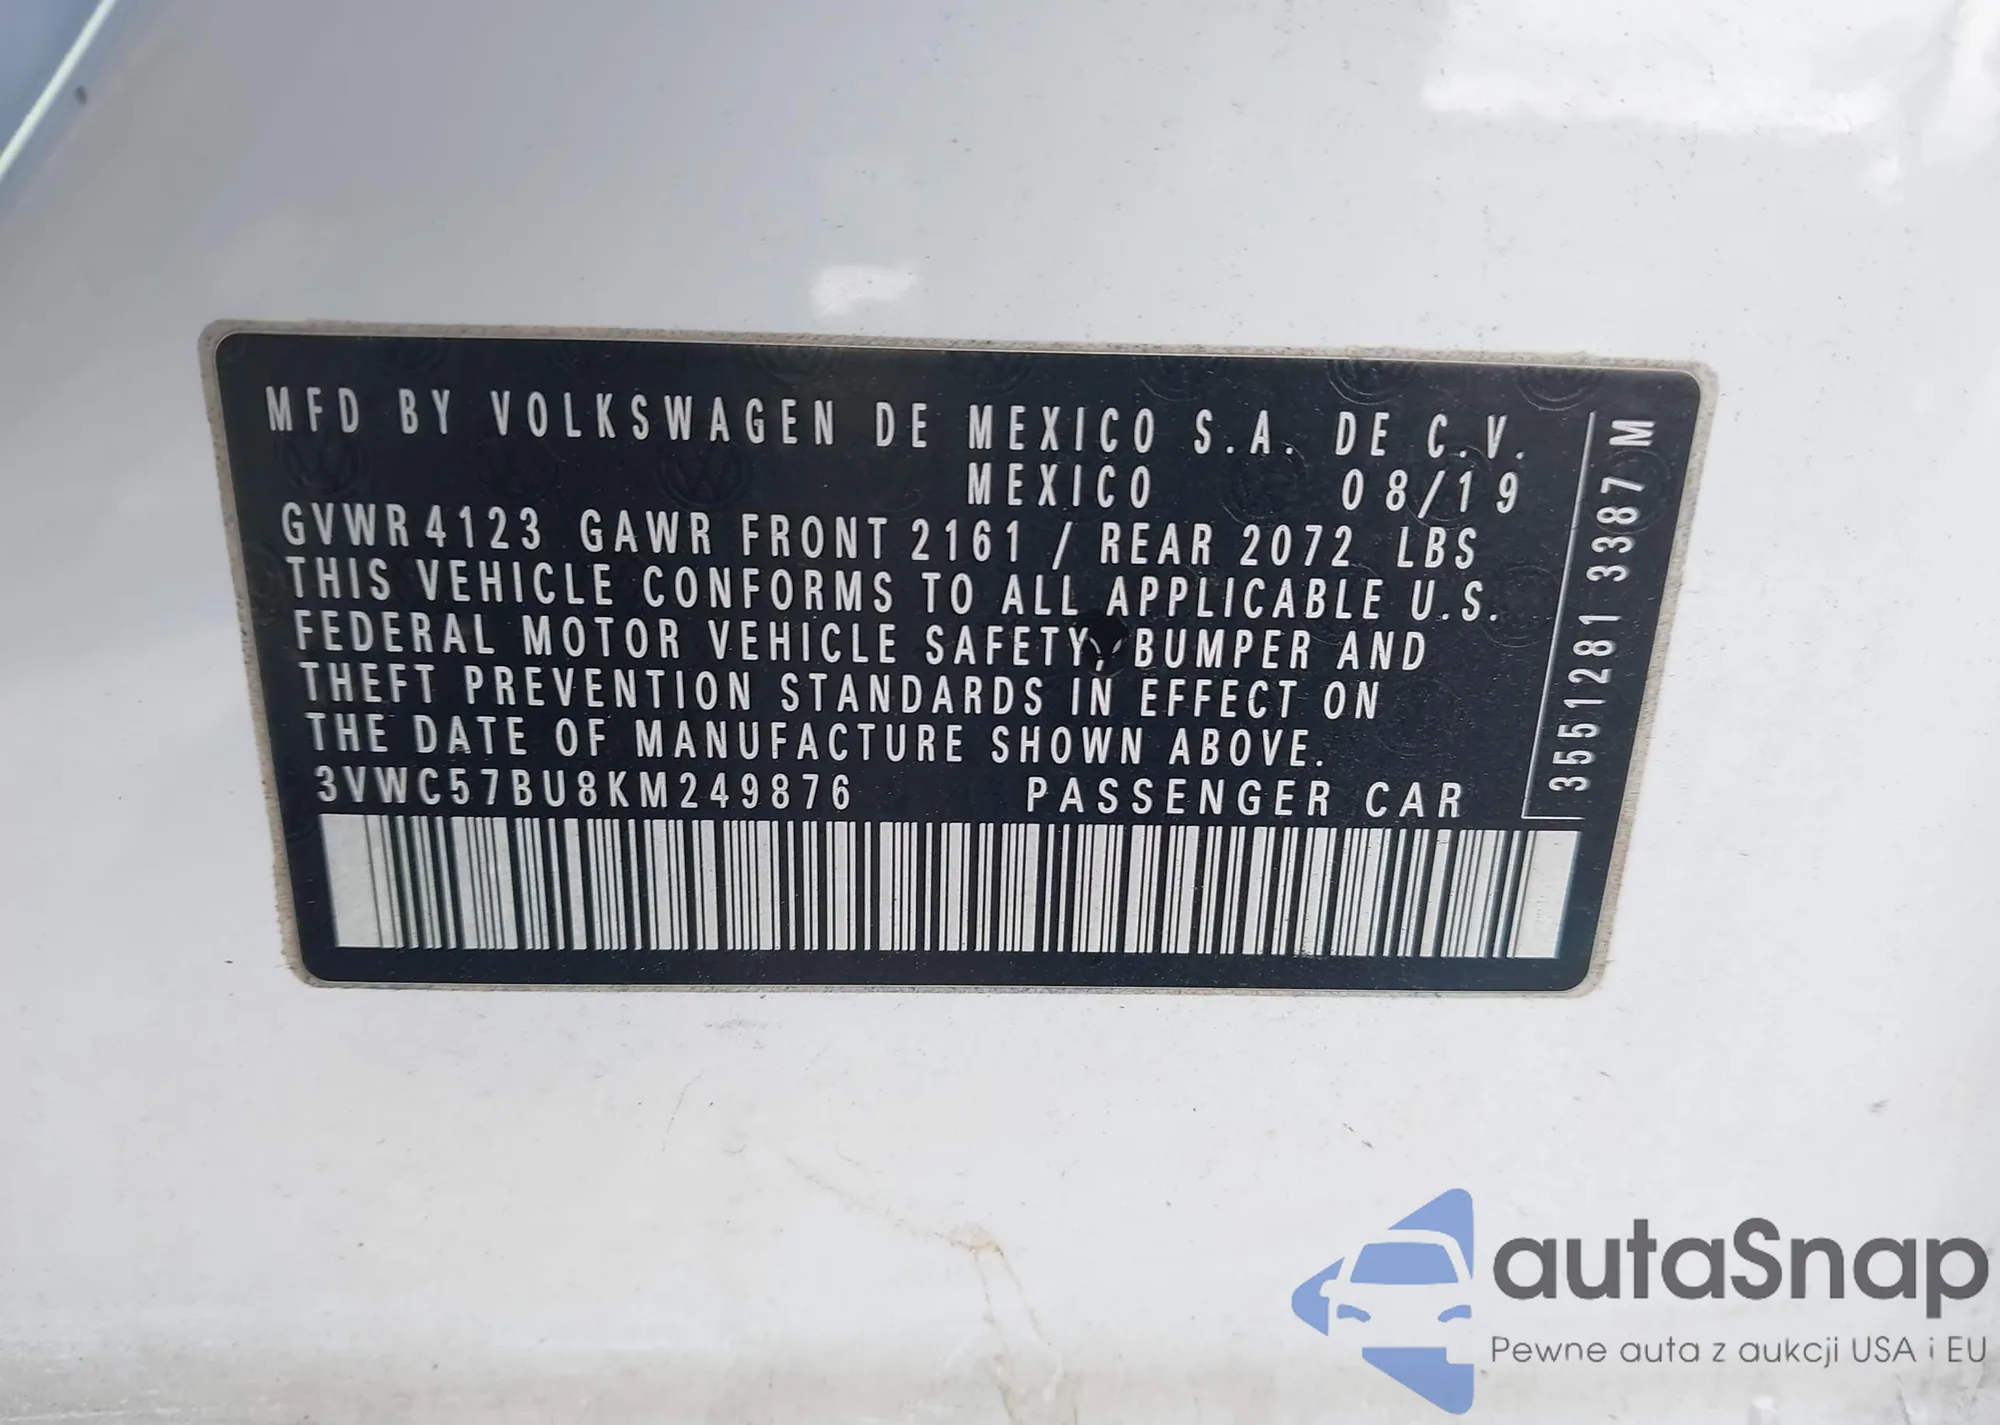 MFD BY VOLKSWAGEN DE MEXICO S.A. DE C.V.
MEXICO 08/19
GVWR 4123 GAWR FRONT 2161 / REAR 2072 LBS
THIS VEHICLE CONFORMS TO ALL APPLICABLE U.S.
FEDERAL MOTOR VEHICLE SAFETY, BUMPER AND
THEFT PREVENTION STANDARDS IN EFFECT ON
THE DATE OF MANUFACTURE SHOWN ABOVE.
3VWC57BU8KM249876 PASSENGER CAR
3551281 3387 M
autaSnap
Pewne auta z aukcji USA i EU